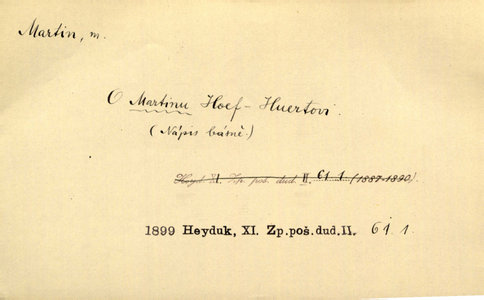 Martin, m.
O Martinu Hoef-Huertovi.
(Nápis básně.)
Heyd. XI. Zp. poš. dud. II. 61 1 (1887-1890).
1899 Heyduk, XI. Zp.poš.dud.II. 61. 1.